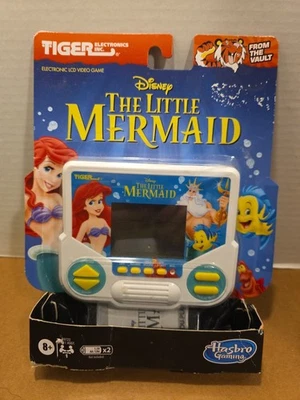 TIGER ELECTRONICS INC.
FROM THE VAULT
ELECTRONIC LCD VIDEO GAME
Disney
THE LITTLE
MERMAID
TIGER
Disney
THE LITTLE
MERMAID
8+
x2
Hasbro
Gaming